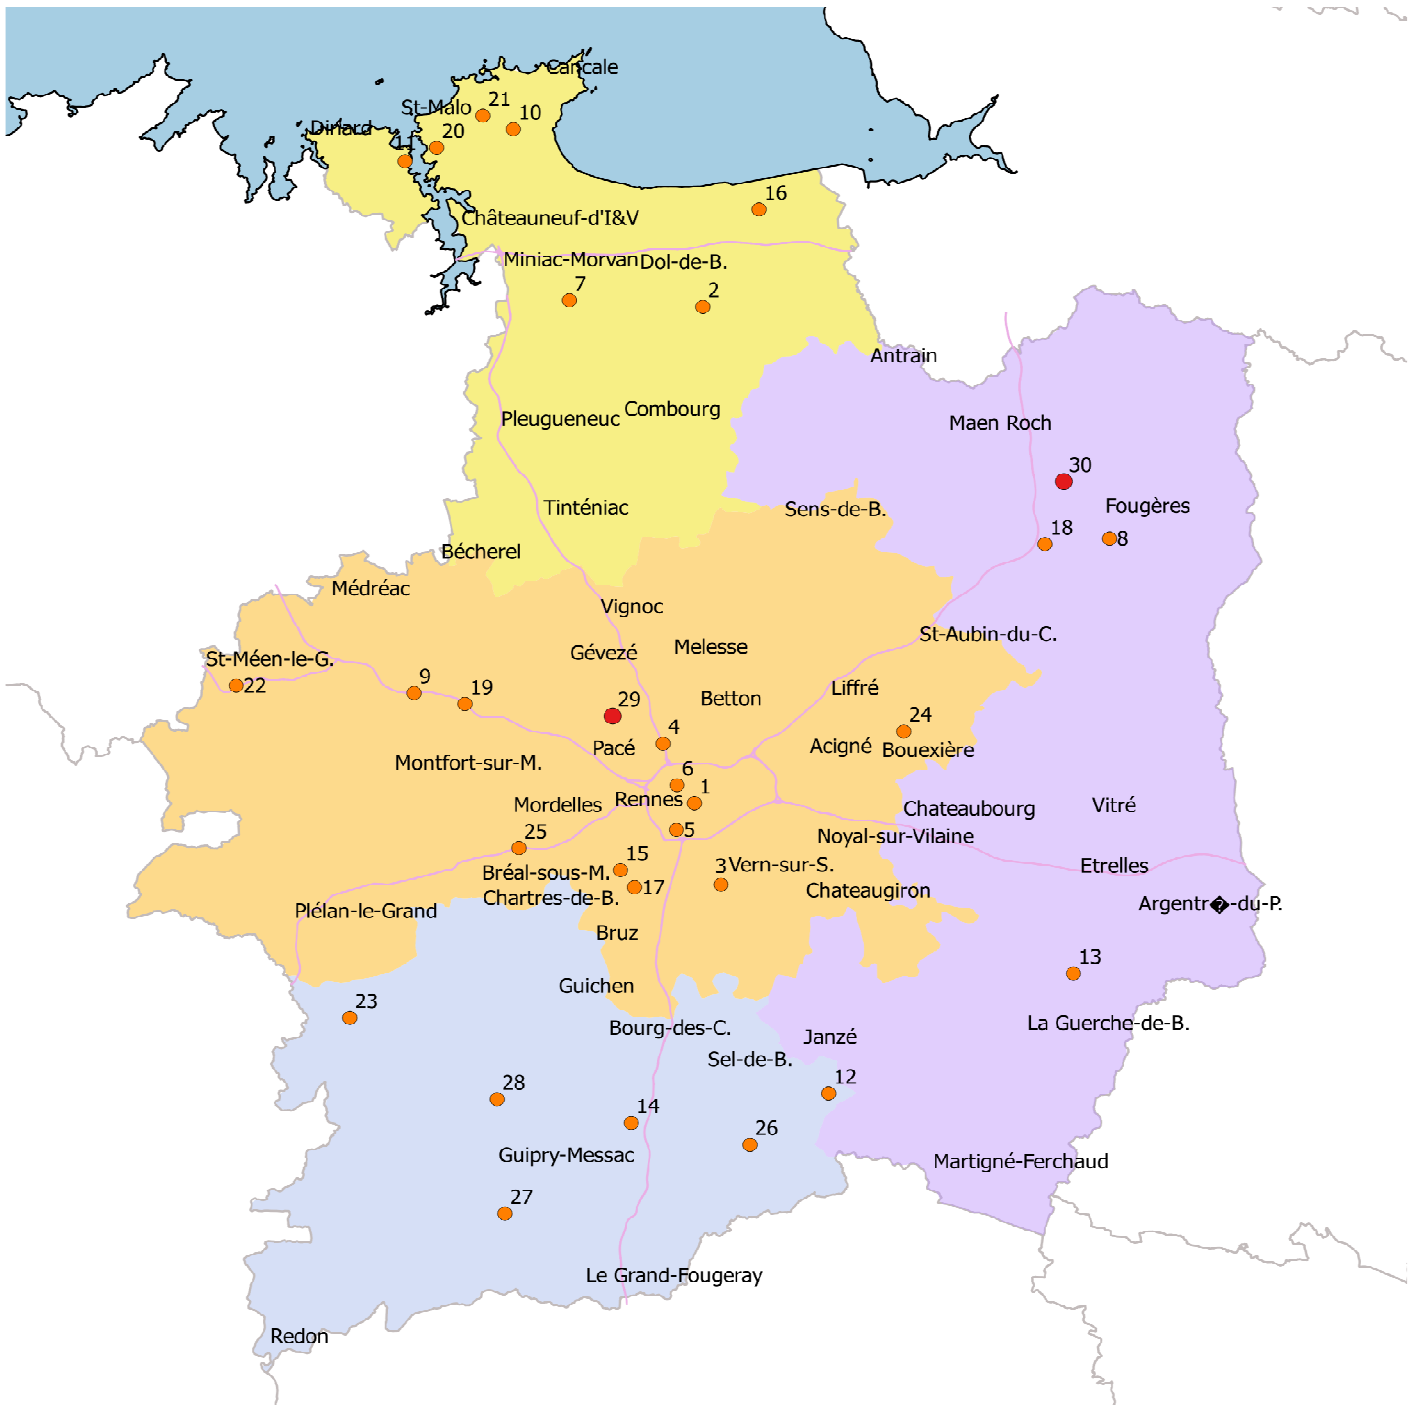 Cancale
21
St-Malo
10
Dinard
20
11
16
Châteauneuf-d'I&V
Miniac-Morvan
Dol-de-B.
7
2
Antrain
Combourg
Pleugueneuc
Maen Roch
30
Tinténiac
Sens-de-B.
Fougères
18
8
Bécherel
Médréac
Vignoc
St-Aubin-du-C.
Gévezé
Melesse
St-Méen-le-G.
22
9
19
Liffré
29
Betton
24
4
Pacé
Acigné
Bouexière
Montfort-sur-M.
6
1
Mordelles
Rennes
Chateaubourg
Vitré
25
5
Noyal-sur-Vilaine
15
3
Vern-sur-S.
Etrelles
Bréal-sous-M.
17
Chateaugiron
Chartres-de-B.
Argentr�-du-P.
Plélan-le-Grand
Bruz
13
Guichen
23
Bourg-des-C.
La Guerche-de-B.
Janzé
Sel-de-B.
28
12
14
26
Guipry-Messac
Martigné-Ferchaud
27
Le Grand-Fougeray
Redon